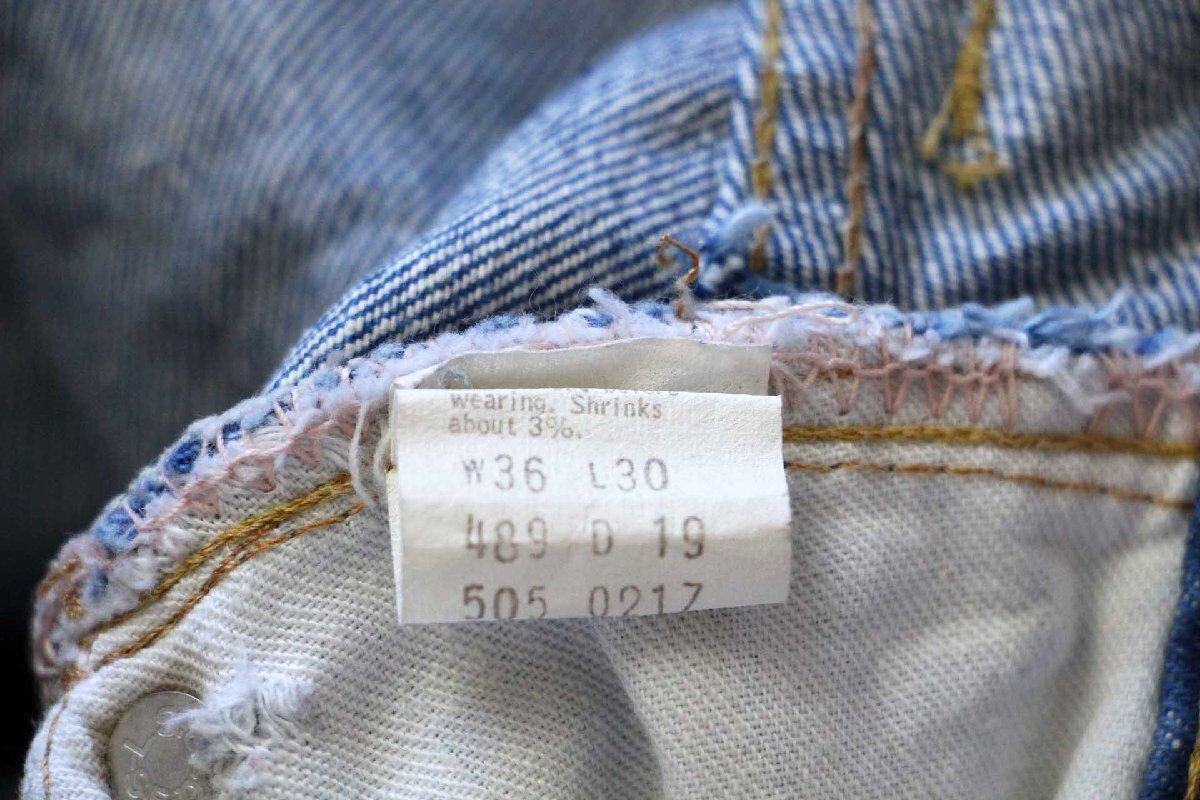 wearing. Shrinks
about 3%.
W36 L30
489 D 19
505 0217